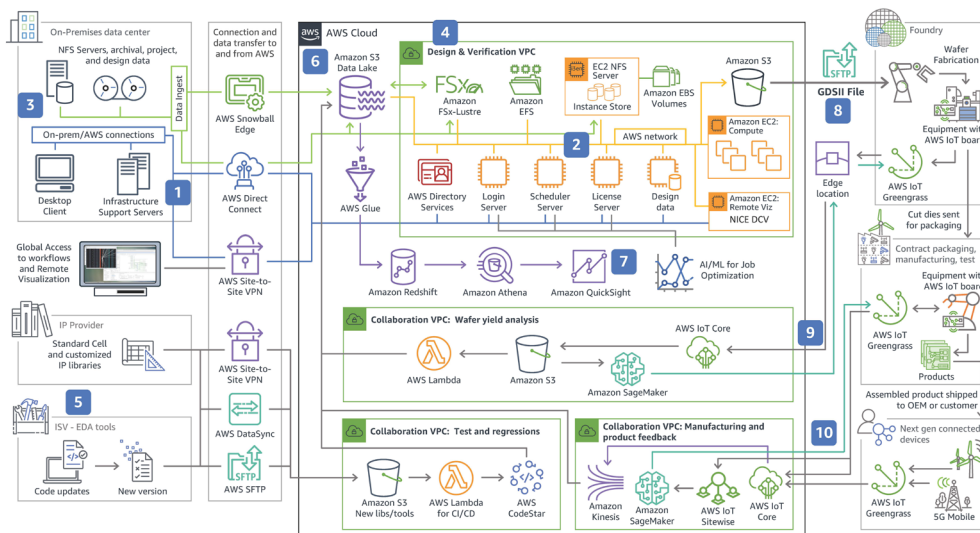 On-Premises data center
NFS Servers, archival, project,
and design data
3
Data Ingest
On-prem/AWS connections
Desktop
Client
Infrastructure
Support Servers
1
Global Access
to workflows
and Remote
Visualization
IP Provider
Standard Cell
and customized
IP libraries
5
ISV - EDA tools
Code updates
New version
Connection and
data transfer to
and from AWS
AWS Snowball
Edge
AWS Direct
Connect
AWS Site-to-
Site VPN
AWS Site-to-
Site VPN
AWS DataSync
SFTP
AWS SFTP
aws
AWS Cloud
6
Amazon S3
Data Lake
AWS Glue
4
Design & Verification VPC
FSx
Amazon
FSx-Lustre
Amazon
EFS
EC2 NFS
Server
Instance Store
Amazon EBS
Volumes
Amazon S3
2
AWS network
Amazon EC2:
Compute
AWS Directory
Services
Login
Server
Scheduler
Server
License
Server
Design
data
Amazon EC2:
Remote Viz
NICE DCV
Amazon Redshift
Amazon Athena
Amazon QuickSight
7
AI/ML for Job
Optimization
Collaboration VPC: Wafer yield analysis
AWS Lambda
Amazon S3
Amazon SageMaker
AWS IoT Core
9
Collaboration VPC: Test and regressions
Amazon S3
New libs/tools
AWS Lambda
for CI/CD
AWS
CodeStar
Collaboration VPC: Manufacturing and
product feedback
Amazon
Kinesis
Amazon
SageMaker
AWS IoT
Sitewise
AWS IoT
Core
10
SFTP
GDSII File
8
Edge
location
Foundry
Wafer
Fabrication
Equipment with
AWS IoT board
AWS IoT
Greengrass
Cut dies sent
for packaging
Contract packaging,
manufacturing, test
Equipment with
AWS IoT board
AWS IoT
Greengrass
Products
Assembled product shipped
to OEM or customer
Next gen connected
devices
AWS IoT
Greengrass
5G Mobile